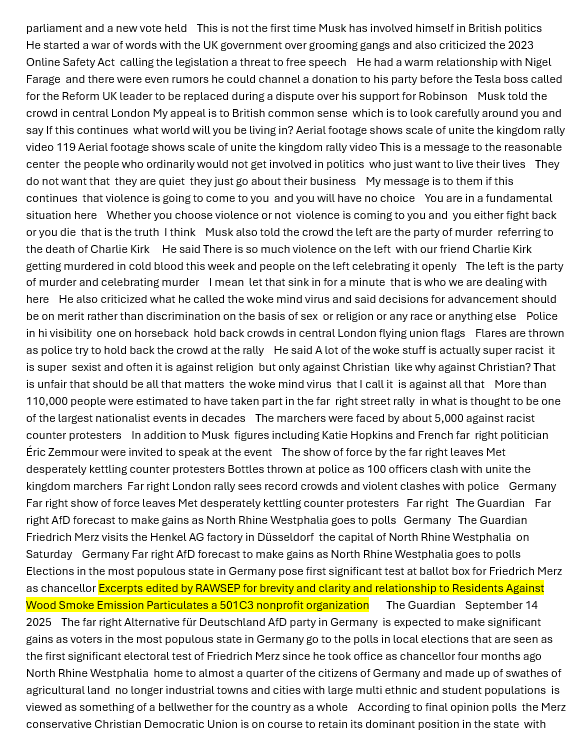 parliament and a new vote held    This is not the first time Musk has involved himself in British politics
He started a war of words with the UK government over grooming gangs and also criticized the 2023
Online Safety Act  calling the legislation a threat to free speech    He had a warm relationship with Nigel
Farage  and there were even rumors he could channel a donation to his party before the Tesla boss called
for the Reform UK leader to be replaced during a dispute over his support for Robinson    Musk told the
crowd in central London My appeal is to British common sense  which is to look carefully around you and
say If this continues  what world will you be living in? Aerial footage shows scale of unite the kingdom rally
video 119 Aerial footage shows scale of unite the kingdom rally video This is a message to the reasonable
center  the people who ordinarily would not get involved in politics  who just want to live their lives    They
do not want that  they are quiet  they just go about their business    My message is to them if this
continues  that violence is going to come to you  and you will have no choice    You are in a fundamental
situation here    Whether you choose violence or not  violence is coming to you and  you either fight back
or you die  that is the truth  I think    Musk also told the crowd the left are the party of murder  referring to
the death of Charlie Kirk    He said There is so much violence on the left  with our friend Charlie Kirk
getting murdered in cold blood this week and people on the left celebrating it openly    The left is the party
of murder and celebrating murder    I mean  let that sink in for a minute  that is who we are dealing with
here    He also criticized what he called the woke mind virus and said decisions for advancement should
be on merit rather than discrimination on the basis of sex  or religion or any race or anything else    Police
in hi visibility  one on horseback  hold back crowds in central London flying union flags    Flares are thrown
as police try to hold back the crowd at the rally    He said A lot of the woke stuff is actually super racist  it
is super  sexist and often it is against religion  but only against Christian  like why against Christian? That
is unfair that should be all that matters  the woke mind virus  that I call it  is against all that    More than
110,000 people were estimated to have taken part in the far  right street rally  in what is thought to be one
of the largest nationalist events in decades    The marchers were faced by about 5,000 against racist
counter protesters    In addition to Musk  figures including Katie Hopkins and French far  right politician
Éric Zemmour were invited to speak at the event    The show of force by the far right leaves Met
desperately kettling counter protesters Bottles thrown at police as 100 officers clash with unite the
kingdom marchers  Far right London rally sees record crowds and violent clashes with police    Germany
Far right show of force leaves Met desperately kettling counter protesters    Far right    The Guardian    Far
right AfD forecast to make gains as North Rhine Westphalia goes to polls    Germany    The Guardian
Friedrich Merz visits the Henkel AG factory in Düsseldorf  the capital of North Rhine Westphalia  on
Saturday    Germany Far right AfD forecast to make gains as North Rhine Westphalia goes to polls
Elections in the most populous state in Germany pose first significant test at ballot box for Friedrich Merz
as chancellor Excerpts edited by RAWSEP for brevity and clarity and relationship to Residents Against
Wood Smoke Emission Particulates a 501C3 nonprofit organization    The Guardian    September 14
2025    The far right Alternative für Deutschland AfD party in Germany  is expected to make significant
gains as voters in the most populous state in Germany go to the polls in local elections that are seen as
the first significant electoral test of Friedrich Merz since he took office as chancellor four months ago
North Rhine Westphalia  home to almost a quarter of the citizens of Germany and made up of swathes of
agricultural land  no longer industrial towns and cities with large multi ethnic and student populations  is
viewed as something of a bellwether for the country as a whole    According to final opinion polls  the Merz
conservative Christian Democratic Union is on course to retain its dominant position in the state  with